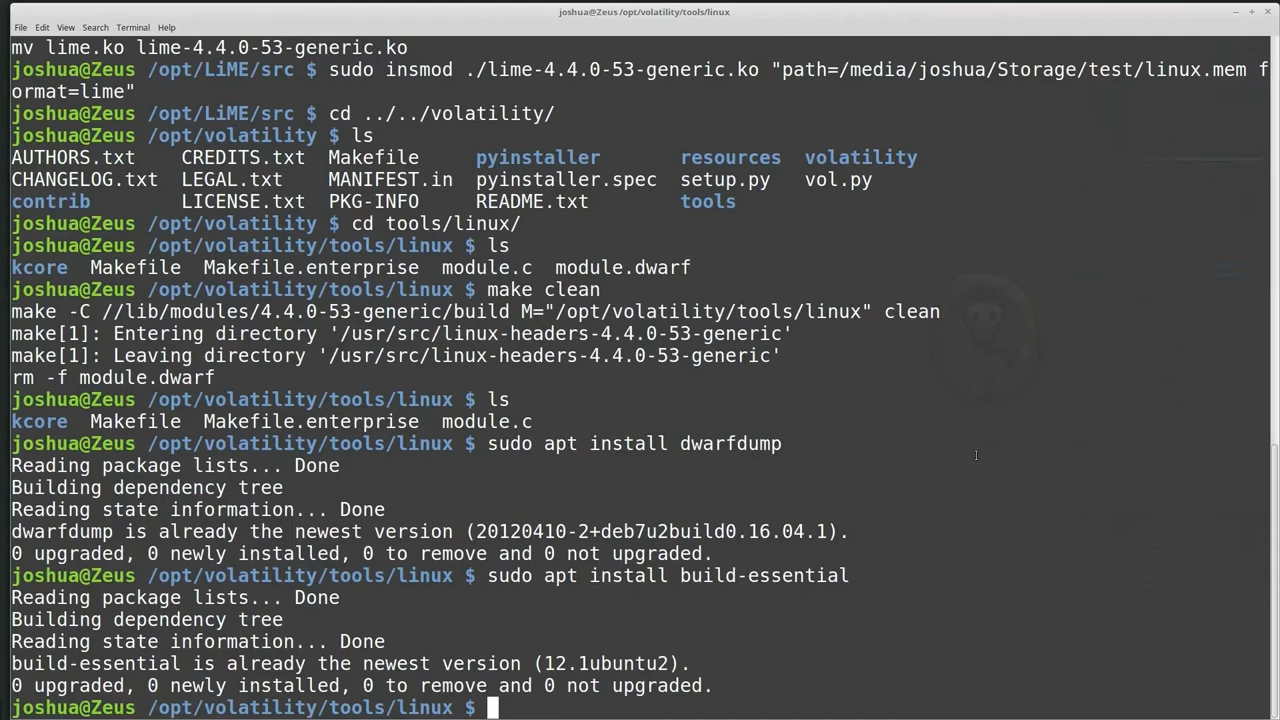 joshua@Zeus /opt/volatility/tools/linux
File Edit View Search Terminal Help
mv lime.ko lime-4.4.0-53-generic.ko
joshua@Zeus /opt/LiME/src $ sudo insmod ./lime-4.4.0-53-generic.ko "path=/media/joshua/Storage/test/linux.mem f
ormat=lime"
joshua@Zeus /opt/LiME/src $ cd ../../volatility/
joshua@Zeus /opt/volatility $ ls
AUTHORS.txt CREDITS.txt Makefile pyinstaller resources volatility
CHANGELOG.txt LEGAL.txt MANIFEST.in pyinstaller.spec setup.py vol.py
contrib LICENSE.txt PKG-INFO README.txt tools
joshua@Zeus /opt/volatility $ cd tools/linux/
joshua@Zeus /opt/volatility/tools/linux $ ls
kcore Makefile Makefile.enterprise module.c module.dwarf
joshua@Zeus /opt/volatility/tools/linux $ make clean
make -C //lib/modules/4.4.0-53-generic/build M="/opt/volatility/tools/linux" clean
make[1]: Entering directory '/usr/src/linux-headers-4.4.0-53-generic'
make[1]: Leaving directory '/usr/src/linux-headers-4.4.0-53-generic'
rm -f module.dwarf
joshua@Zeus /opt/volatility/tools/linux $ ls
kcore Makefile Makefile.enterprise module.c
joshua@Zeus /opt/volatility/tools/linux $ sudo apt install dwarfdump
Reading package lists... Done
Building dependency tree
Reading state information... Done
dwarfdump is already the newest version (20120410-2+deb7u2build0.16.04.1).
0 upgraded, 0 newly installed, 0 to remove and 0 not upgraded.
joshua@Zeus /opt/volatility/tools/linux $ sudo apt install build-essential
Reading package lists... Done
Building dependency tree
Reading state information... Done
build-essential is already the newest version (12.1ubuntu2).
0 upgraded, 0 newly installed, 0 to remove and 0 not upgraded.
joshua@Zeus /opt/volatility/tools/linux $